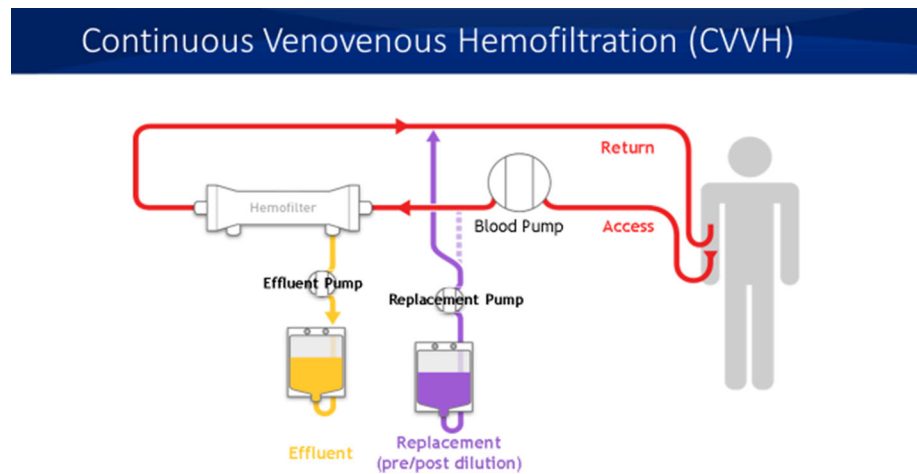 Continuous Venovenous Hemofiltration (CVVH)
Return
Hemofilter
Blood Pump
Access
Effluent Pump
Replacement Pump
Effluent
Replacement
(pre/post dilution)